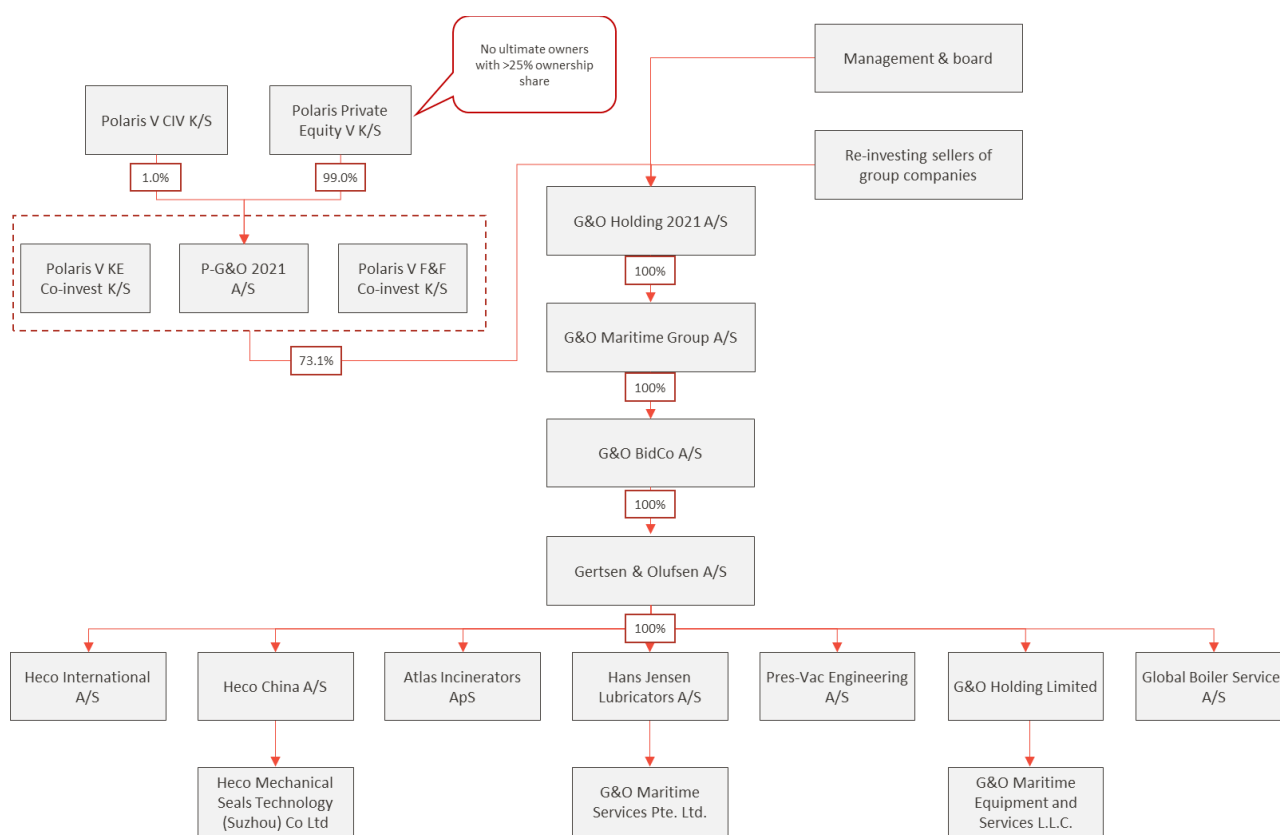 No ultimate owners
with >25% ownership
share
Management & board
Polaris V CIV K/S
Polaris Private
Equity V K/S
Re-investing sellers of
group companies
1.0%
99.0%
G&O Holding 2021 A/S
Polaris V KE
Co-invest K/S
P-G&O 2021
A/S
Polaris V F&F
Co-invest K/S
100%
G&O Maritime Group A/S
73.1%
100%
G&O BidCo A/S
100%
Gertsen & Olufsen A/S
100%
Heco International
A/S
Heco China A/S
Atlas Incinerators
ApS
Hans Jensen
Lubricators A/S
Pres-Vac Engineering
A/S
G&O Holding Limited
Global Boiler Service
A/S
Heco Mechanical
Seals Technology
(Suzhou) Co Ltd
G&O Maritime
Services Pte. Ltd.
G&O Maritime
Equipment and
Services L.L.C.